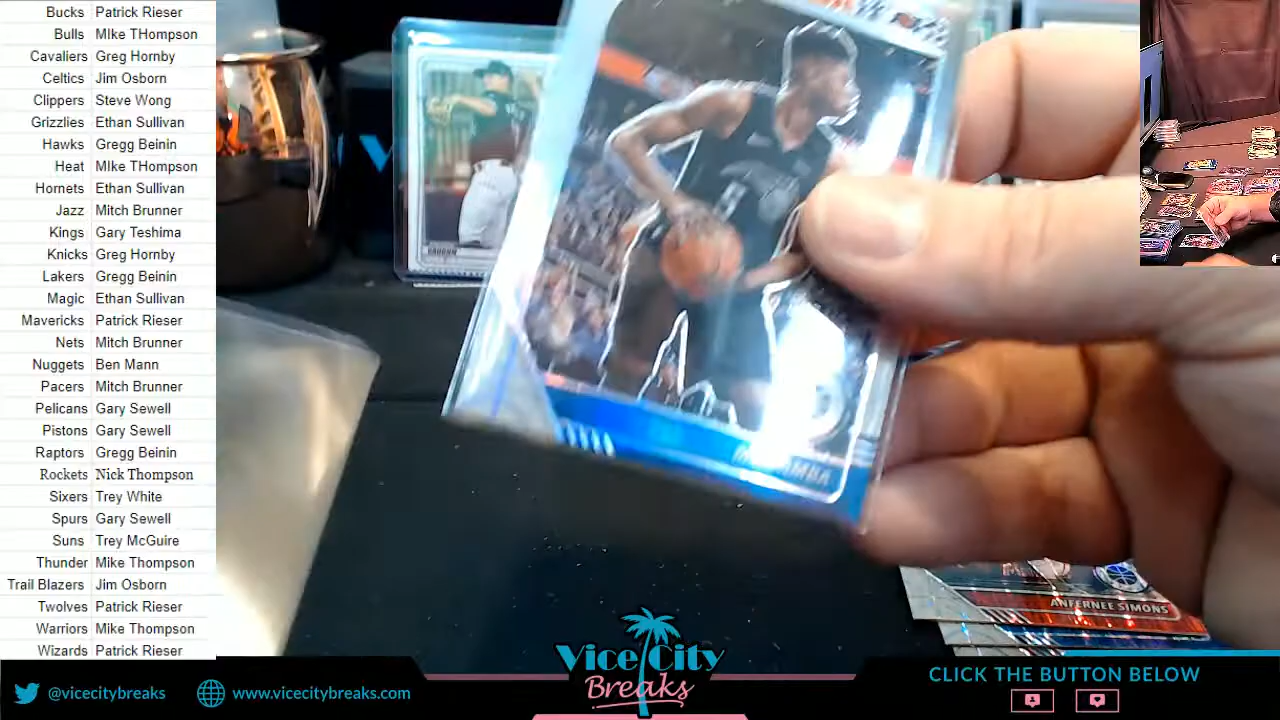 Bucks Patrick Rieser
Bulls MIke THompson
Cavaliers Greg Hornby
Celtics Jim Osborn
Clippers Steve Wong
Grizzlies Ethan Sullivan
Hawks Gregg Beinin
Heat MIke THompson
Hornets Ethan Sullivan
Jazz Mitch Brunner
Kings Gary Teshima
Knicks Greg Hornby
Lakers Gregg Beinin
Magic Ethan Sullivan
Mavericks Patrick Rieser
Nets Mitch Brunner
Nuggets Ben Mann
Pacers Mitch Brunner
Pelicans Gary Sewell
Pistons Gary Sewell
Raptors Gregg Beinin
Rockets Nick Thompson
Sixers Trey White
Spurs Gary Sewell
Suns Trey McGuire
Thunder Mike Thompson
Trail Blazers Jim Osborn
Twolves Patrick Rieser
Warriors Mike Thompson
Wizards Patrick Rieser
ANFERNEE SIMONS
@vicecitybreaks
www.vicecitybreaks.com
Vice City
Breaks
CLICK THE BUTTON BELOW